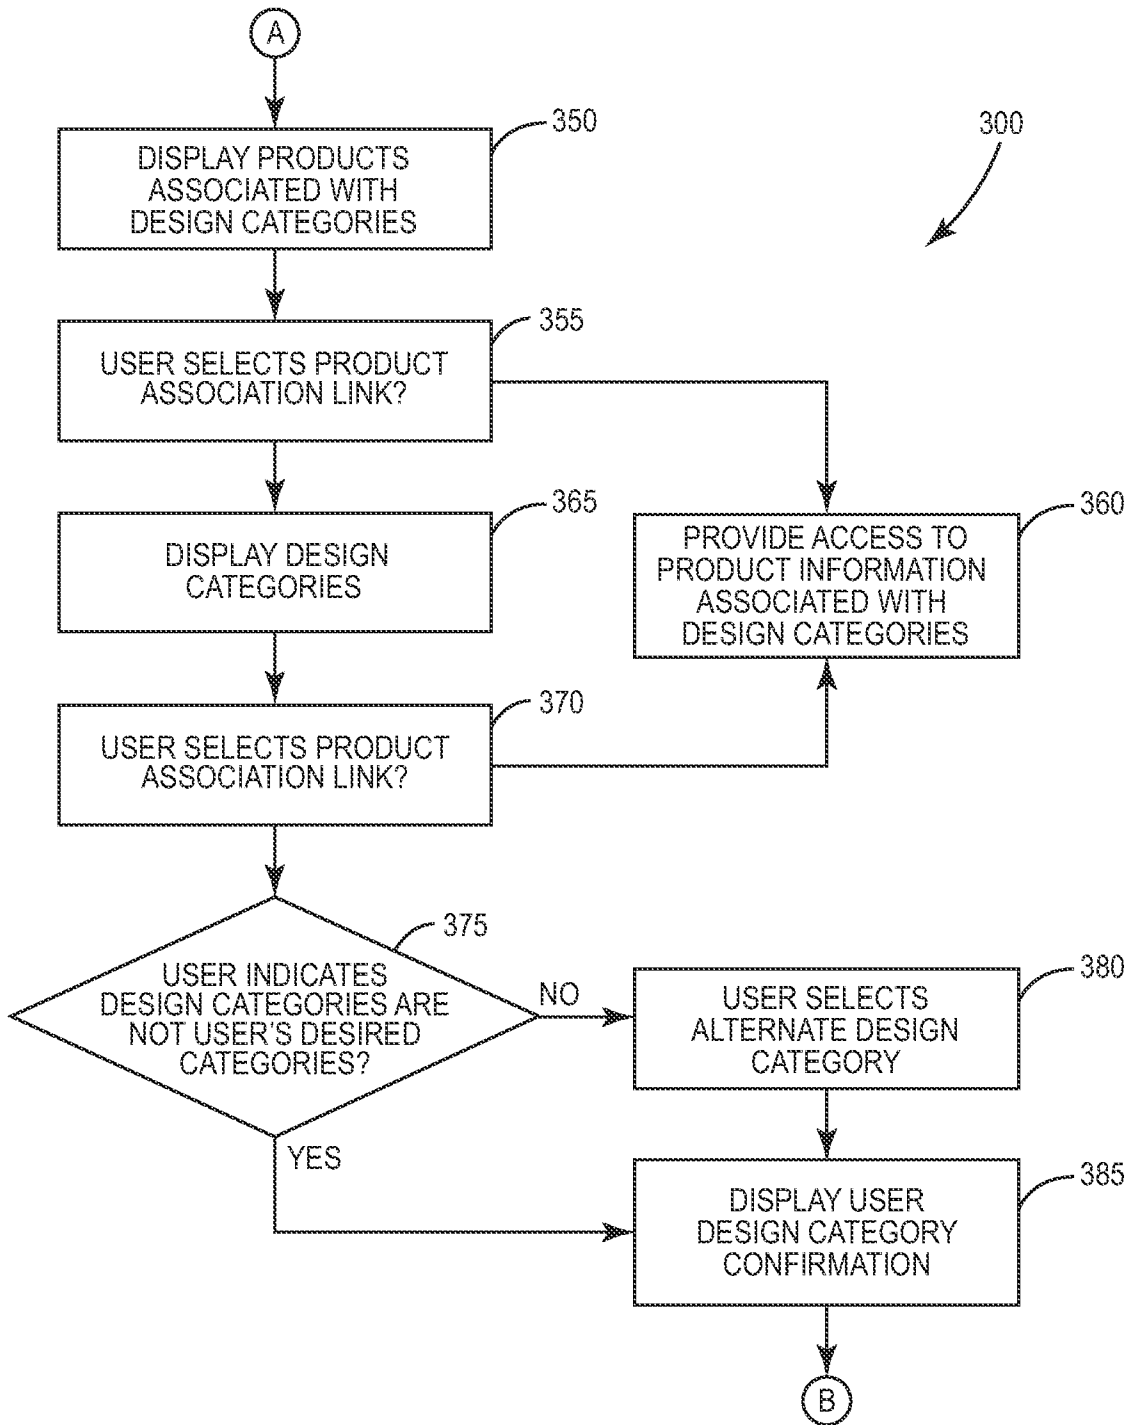 A
350
DISPLAY PRODUCTS
ASSOCIATED WITH
DESIGN CATEGORIES
300
355
USER SELECTS PRODUCT
ASSOCIATION LINK?
365
DISPLAY DESIGN
CATEGORIES
360
PROVIDE ACCESS TO
PRODUCT INFORMATION
ASSOCIATED WITH
DESIGN CATEGORIES
370
USER SELECTS PRODUCT
ASSOCIATION LINK?
375
USER INDICATES
DESIGN CATEGORIES ARE
NOT USER'S DESIRED
CATEGORIES?
NO
380
USER SELECTS
ALTERNATE DESIGN
CATEGORY
YES
385
DISPLAY USER
DESIGN CATEGORY
CONFIRMATION
B